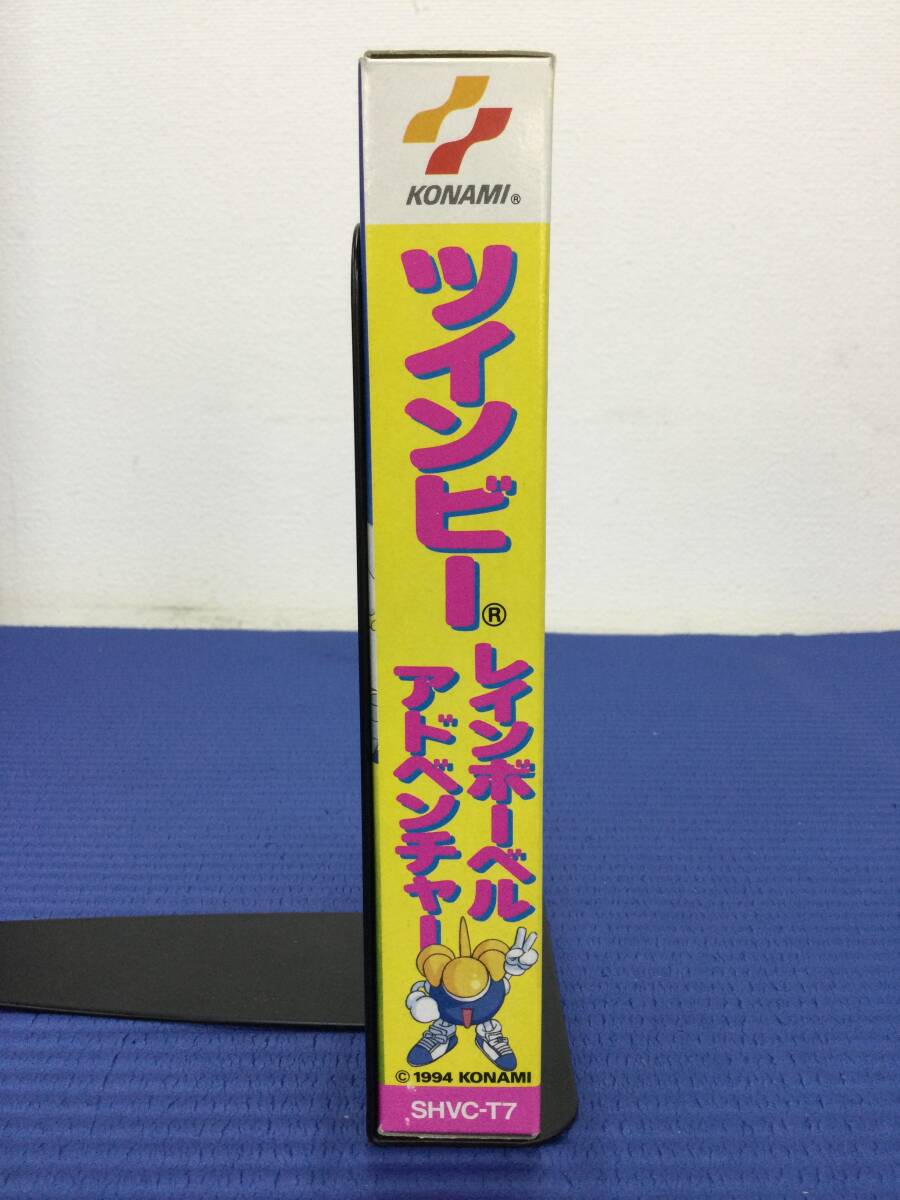 KONAMI®
ツインビー®
レインボーベル
アドベンチャー
© 1994 KONAMI
SHVC-T7